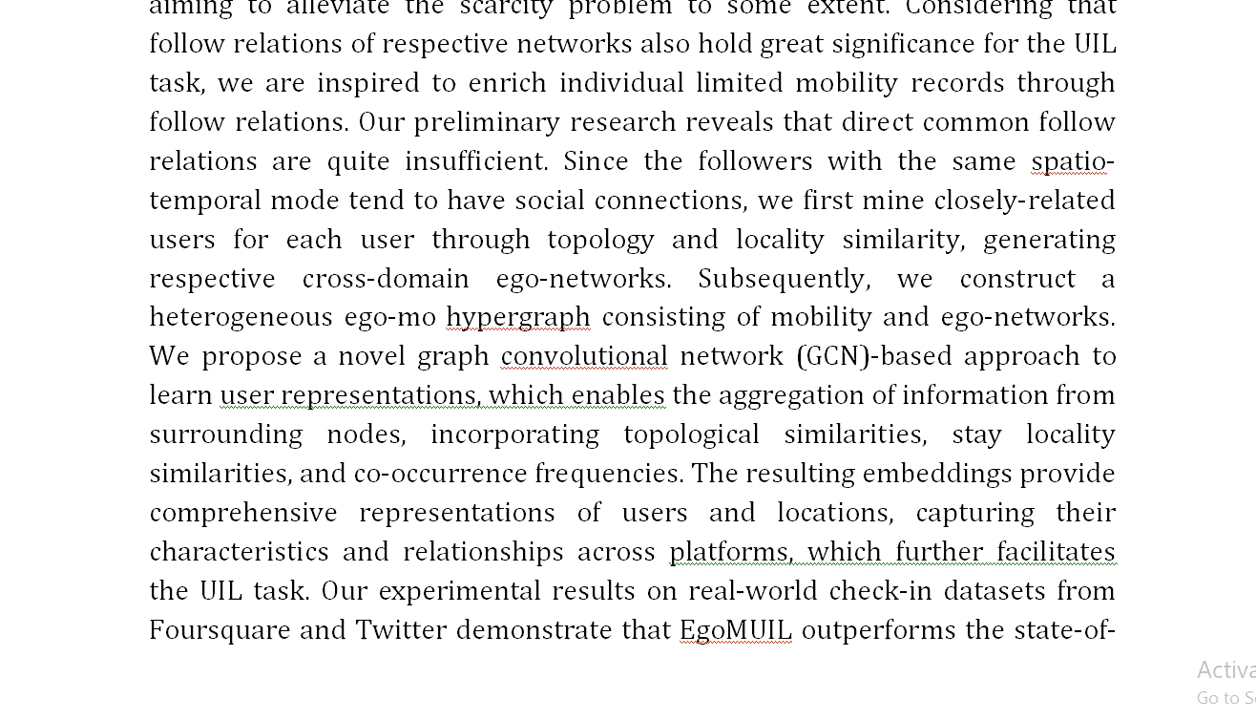 aiming to alleviate the scarcity problem to some extent. Considering that
follow relations of respective networks also hold great significance for the UIL
task, we are inspired to enrich individual limited mobility records through
follow relations. Our preliminary research reveals that direct common follow
relations are quite insufficient. Since the followers with the same spatio-
temporal mode tend to have social connections, we first mine closely-related
users for each user through topology and locality similarity, generating
respective cross-domain ego-networks. Subsequently, we construct a
heterogeneous ego-mo hypergraph consisting of mobility and ego-networks.
We propose a novel graph convolutional network (GCN)-based approach to
learn user representations, which enables the aggregation of information from
surrounding nodes, incorporating topological similarities, stay locality
similarities, and co-occurrence frequencies. The resulting embeddings provide
comprehensive representations of users and locations, capturing their
characteristics and relationships across platforms, which further facilitates
the UIL task. Our experimental results on real-world check-in datasets from
Foursquare and Twitter demonstrate that EgoMUIL outperforms the state-of-
Activa
Go to S